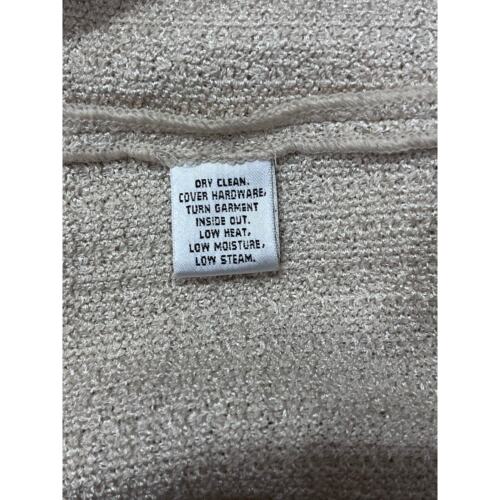 DRY CLEAN.
COVER HARDWARE,
TURN GARMENT
INSIDE OUT.
LOW HEAT,
LOW MOISTURE,
LOW STEAM.